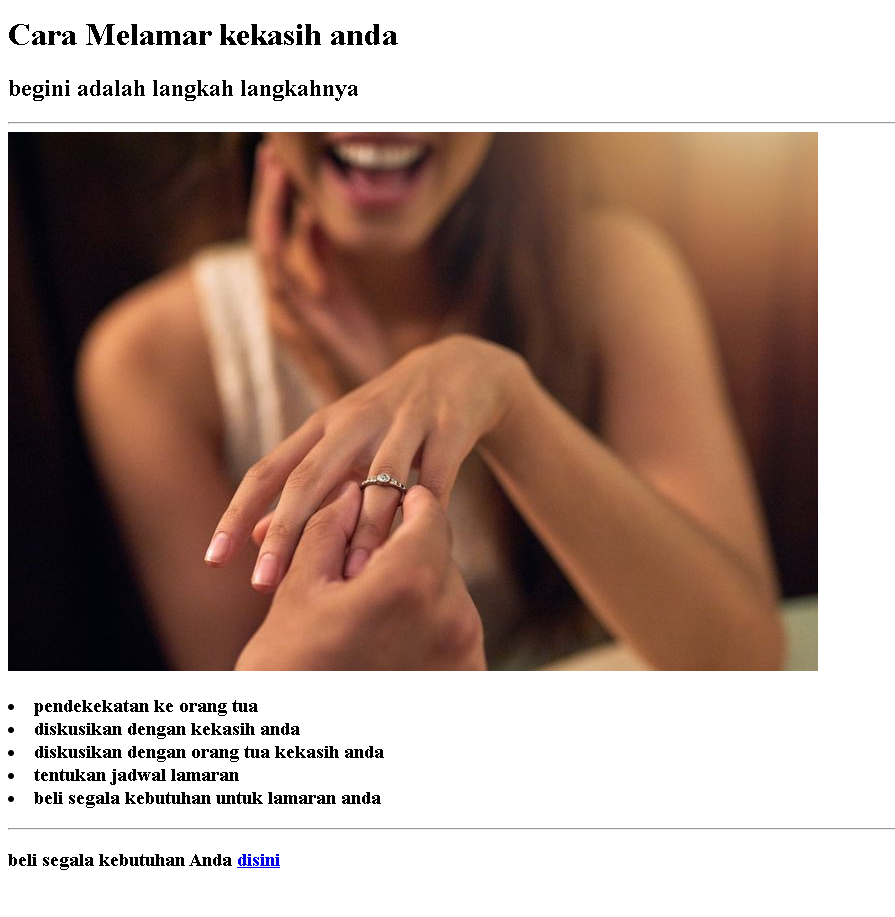 Cara Melamar kekasih anda
begini adalah langkah langkahnya
pendekekatan ke orang tua
diskusikan dengan kekasih anda
diskusikan dengan orang tua kekasih anda
tentukan jadwal lamaran
beli segala kebutuhan untuk lamaran anda
beli segala kebutuhan Anda disini